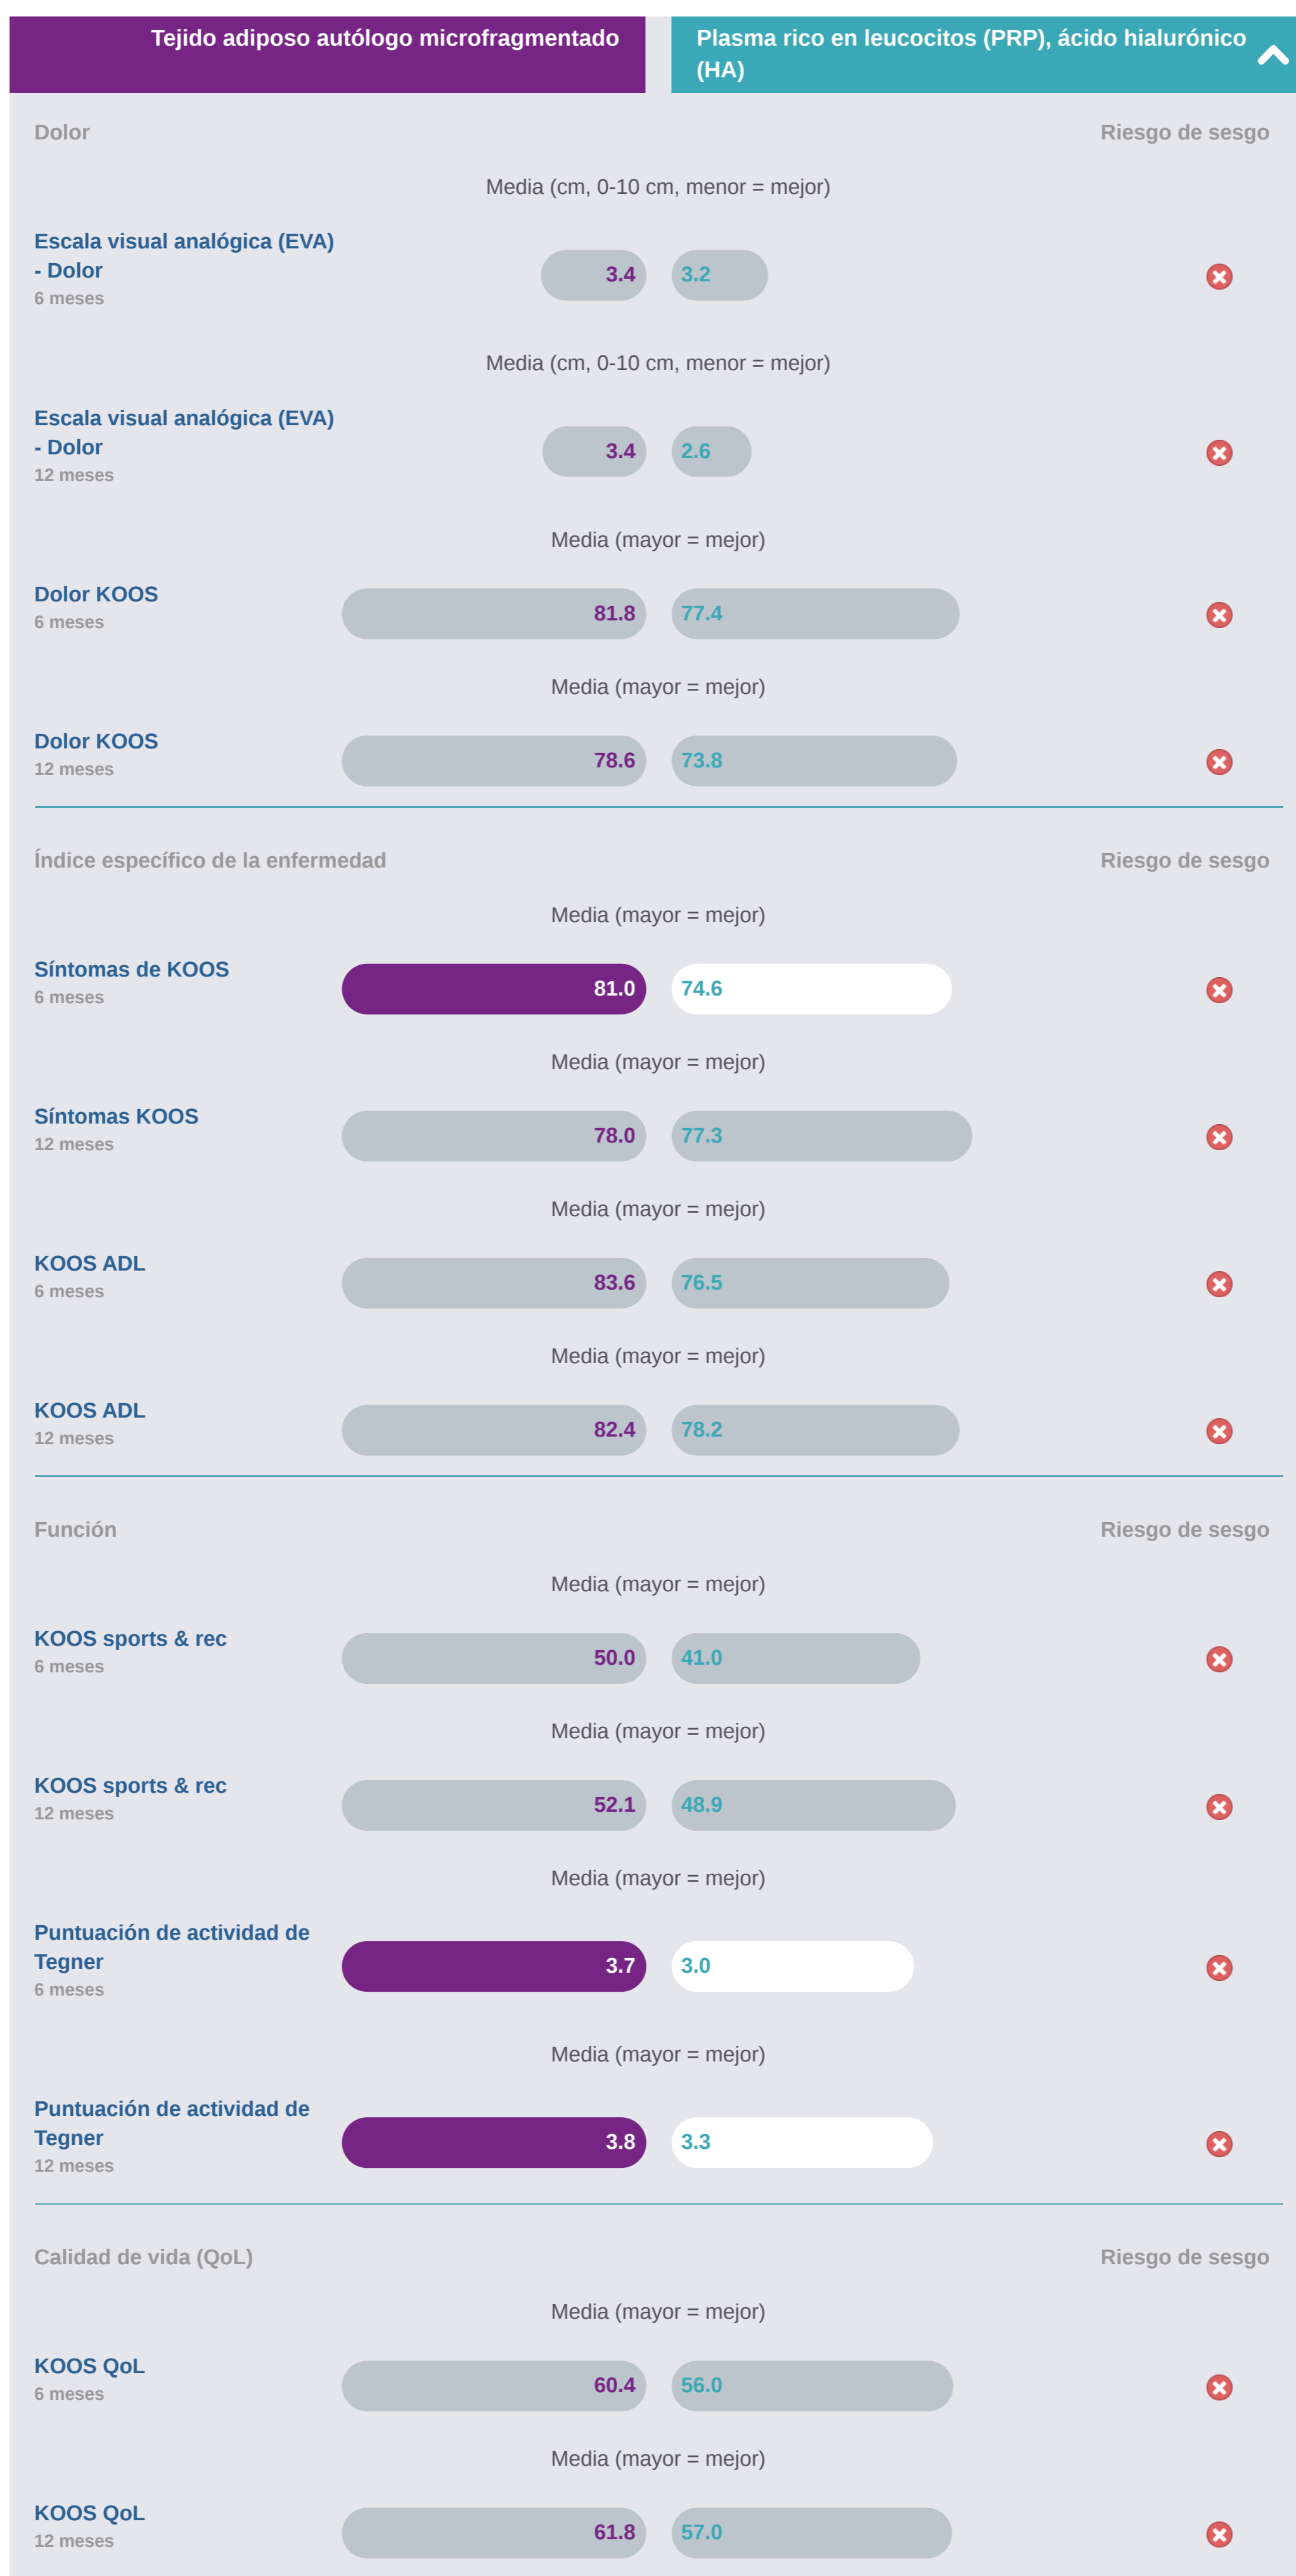 Tejido adiposo autólogo microfragmentado
Plasma rico en leucocitos (PRP), ácido hialurónico
(HA)
Dolor
Riesgo de sesgo
Media (cm, 0-10 cm, menor = mejor)
Escala visual analógica (EVA)
- Dolor
6 meses
3.4
3.2
Media (cm, 0-10 cm, menor = mejor)
Escala visual analógica (EVA)
- Dolor
12 meses
3.4
2.6
Media (mayor = mejor)
Dolor KOOS
6 meses
81.8
77.4
Media (mayor = mejor)
Dolor KOOS
12 meses
78.6
73.8
Índice específico de la enfermedad
Riesgo de sesgo
Media (mayor = mejor)
Síntomas de KOOS
6 meses
81.0
74.6
Media (mayor = mejor)
Síntomas KOOS
12 meses
78.0
77.3
Media (mayor = mejor)
KOOS ADL
6 meses
83.6
76.5
Media (mayor = mejor)
KOOS ADL
12 meses
82.4
78.2
Función
Riesgo de sesgo
Media (mayor = mejor)
KOOS sports & rec
6 meses
50.0
41.0
Media (mayor = mejor)
KOOS sports & rec
12 meses
52.1
48.9
Media (mayor = mejor)
Puntuación de actividad de
Tegner
6 meses
3.7
3.0
Media (mayor = mejor)
Puntuación de actividad de
Tegner
12 meses
3.8
3.3
Calidad de vida (QoL)
Riesgo de sesgo
Media (mayor = mejor)
KOOS QoL
6 meses
60.4
56.0
Media (mayor = mejor)
KOOS QoL
12 meses
61.8
57.0